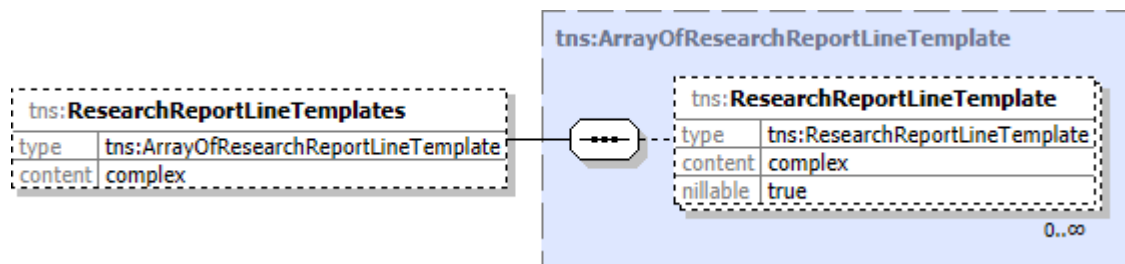 tns:ArrayOfResearchReportLineTemplate
tns:ResearchReportLineTemplates
type tns:ArrayOfResearchReportLineTemplate
content complex
tns:ResearchReportLineTemplate
type tns:ResearchReportLineTemplate
content complex
nillable true
0..∞